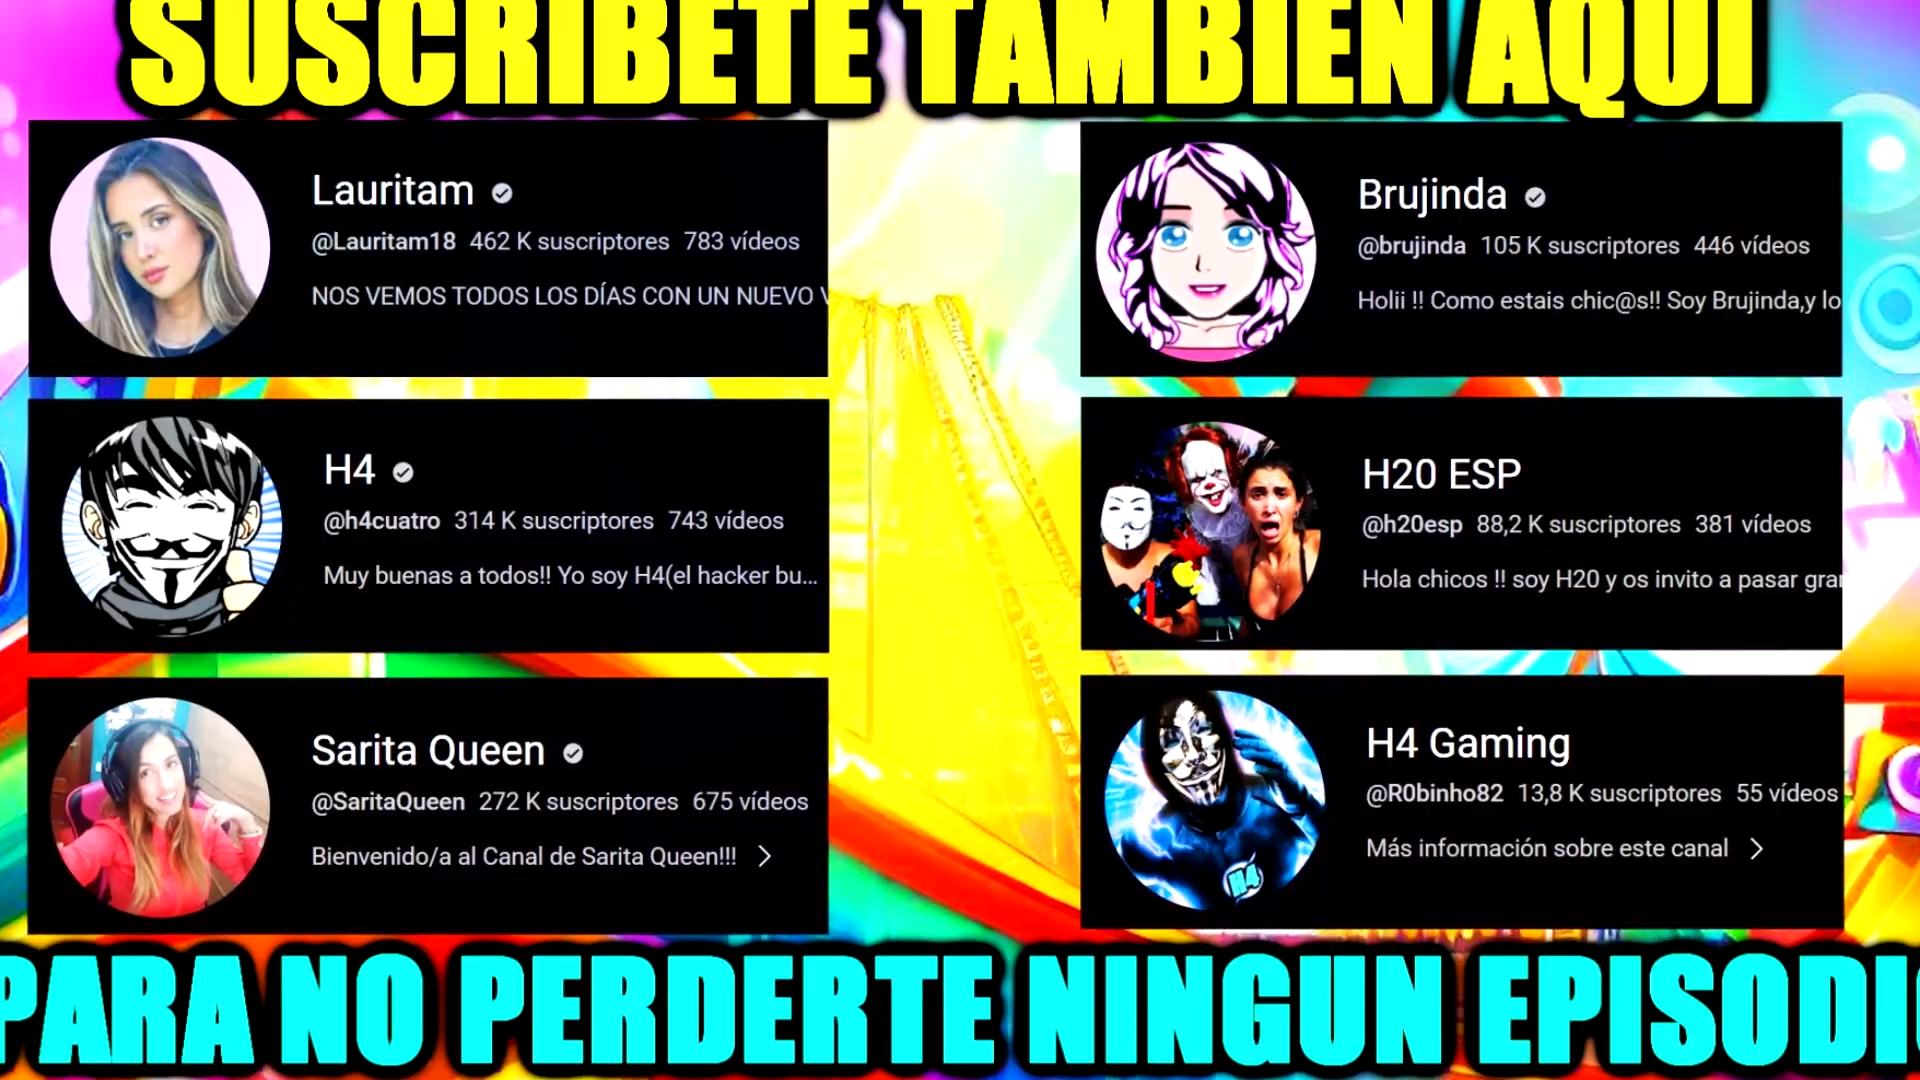 SUSCRIBETE TAMBIEN AQUI
Lauritam
@Lauritam18 462 K suscriptores 783 vídeos
NOS VEMOS TODOS LOS DÍAS CON UN NUEVO V
H4
@h4cuatro 314 K suscriptores 743 vídeos
Muy buenas a todos!! Yo soy H4(el hacker bu...
Sarita Queen
@SaritaQueen 272 K suscriptores 675 vídeos
Bienvenido/a al Canal de Sarita Queen!!!
Brujinda
@brujinda 105 K suscriptores 446 vídeos
Holii !! Como estais chic@s!! Soy Brujinda,y lo
H20 ESP
@h20esp 88,2 K suscriptores 381 vídeos
Hola chicos !! soy H20 y os invito a pasar gran
H4 Gaming
@R0binho82 13,8 K suscriptores 55 vídeos
Más información sobre este canal
H4
PARA NO PERDERTE NINGUN EPISODIO